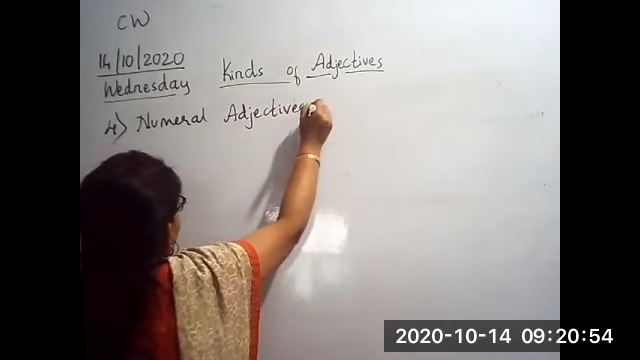 CW
14/10/2020
Wednesday
Kinds of Adjectives
4) Numeral Adjectives
2020-10-14 09:20:54